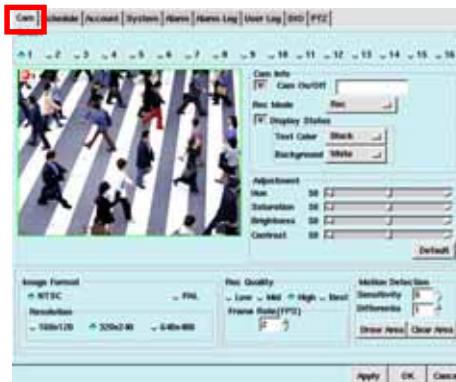 Cam Schedule Account System Alarm Alarm Log User Log DIO PTZ
1 2 3 4 5 6 7 8 9 10 11 12 13 14 15 16
Cam Info
Cam On/Off
Rec Mode Rec
Display Status
Text Color Black
Background White
Adjustment
Hue 50
Saturation 50
Brightness 50
Contrast 50
Default
Image Format
NTSC PAL
Resolution
160x120 320x240 640x480
Rec Quality
Low Mid High Best
Frame Rate(FPS)
Motion Detection
Sensitivity
Differentia 1
Draw Area Clear Area
Apply OK Cance